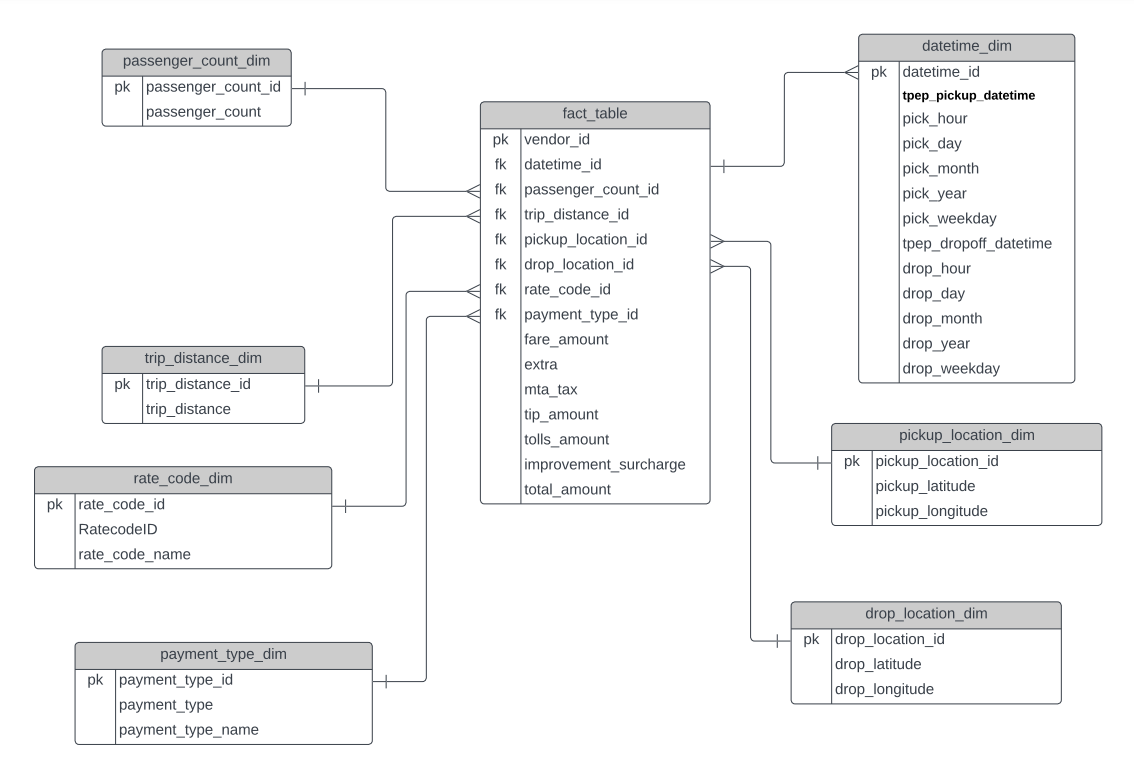 passenger_count_dim
pk passenger_count_id
passenger_count
trip_distance_dim
pk trip_distance_id
trip_distance
rate_code_dim
pk rate_code_id
RatecodeID
rate_code_name
payment_type_dim
pk payment_type_id
payment_type
payment_type_name
fact_table
pk vendor_id
fk datetime_id
fk passenger_count_id
fk trip_distance_id
fk pickup_location_id
fk drop_location_id
fk rate_code_id
fk payment_type_id
fare_amount
extra
mta_tax
tip_amount
tolls_amount
improvement_surcharge
total_amount
datetime_dim
pk datetime_id
tpep_pickup_datetime
pick_hour
pick_day
pick_month
pick_year
pick_weekday
tpep_dropoff_datetime
drop_hour
drop_day
drop_month
drop_year
drop_weekday
pickup_location_dim
pk pickup_location_id
pickup_latitude
pickup_longitude
drop_location_dim
pk drop_location_id
drop_latitude
drop_longitude